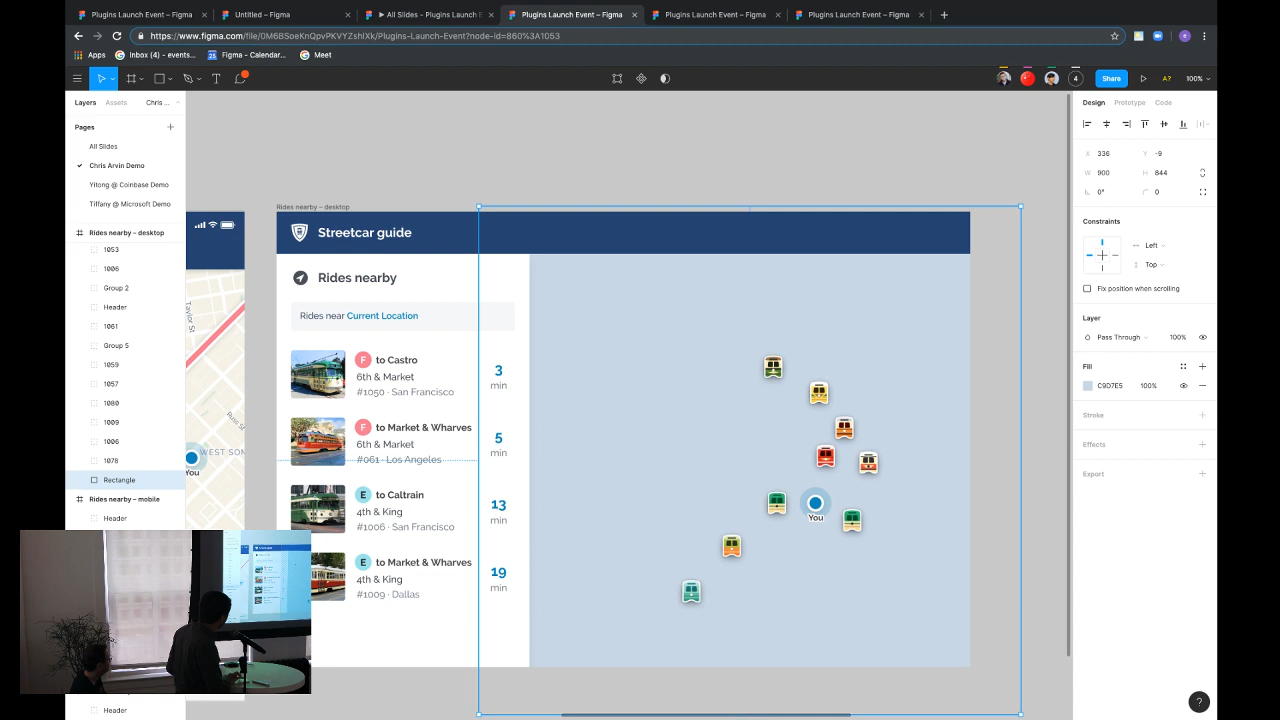 Plugins Launch Event – Figma
Untitled – Figma
► All Slides - Plugins Launch E
Plugins Launch Event – Figma
Plugins Launch Event – Figma
Plugins Launch Event – Figma
https://www.figma.com/file/0M6BSoeKnQpvPKVYZshlXk/Plugins-Launch-Event?node-id=860%3A1053
Apps
Inbox (4) - events...
Figma - Calendar...
Meet
4
Share
A?
100%
Layers
Assets
Chris ...
Pages
All Slides
Chris Arvin Demo
Yitong @ Coinbase Demo
Tiffany @ Microsoft Demo
Rides nearby – desktop
1053
1006
Group 2
Header
1061
Group 5
1059
1057
1080
1009
1006
1078
Rectangle
Rides nearby – mobile
Header
Header
Taylor St
Russ St
WEST SOM
You
Rides nearby – desktop
Streetcar guide
Rides nearby
Rides near Current Location
F to Castro
6th & Market
#1050 · San Francisco
3
min
F to Market & Wharves
6th & Market
#061 · Los Angeles
5
min
E to Caltrain
4th & King
#1006 · San Francisco
13
min
E to Market & Wharves
4th & King
#1009 · Dallas
19
min
You
Design
Prototype
Code
X 336
Y -9
W 900
H 844
0°
0
Constraints
Left
Top
Fix position when scrolling
Layer
Pass Through
100%
Fill
C9D7E5
100%
Stroke
Effects
Export
?